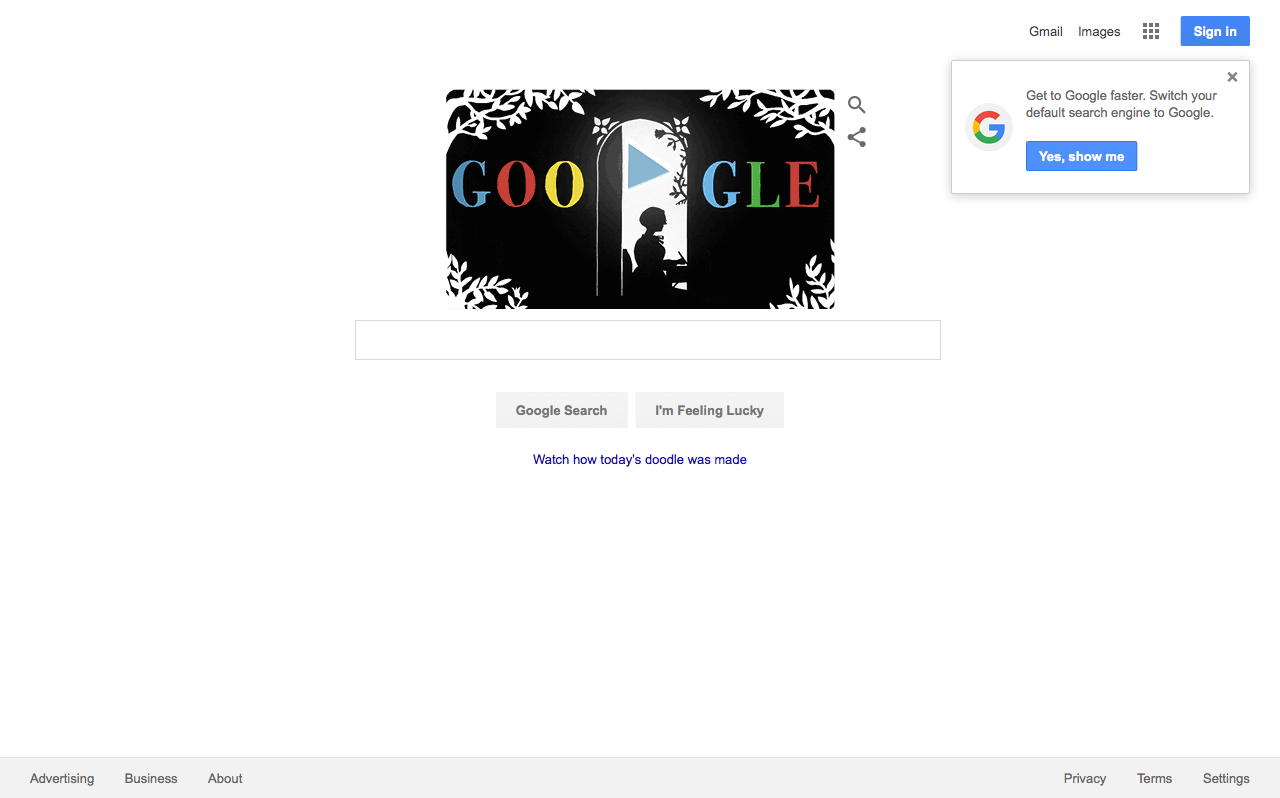 Gmail Images Sign in
Get to Google faster. Switch your
default search engine to Google.
Yes, show me
GOO GLE
Google Search I'm Feeling Lucky
Watch how today's doodle was made
Advertising Business About Privacy Terms Settings